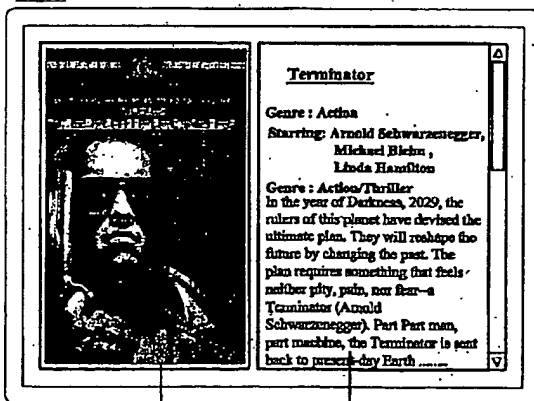 Terminator
Genre : Action
Starring: Arnold Schwarzenegger,
Michael Biehn ,
Linda Hamilton
Genre : Action/Thriller
In the year of Darkness, 2029, the
rulers of this planet have devised the
ultimate plan. They will reshape the
future by changing the past. The
plan requires something that feels
neither pity, pain, nor fear--a
Terminator (Arnold
Schwarzenegger). Part Part man,
part machine, the Terminator is sent
back to present-day Earth .......